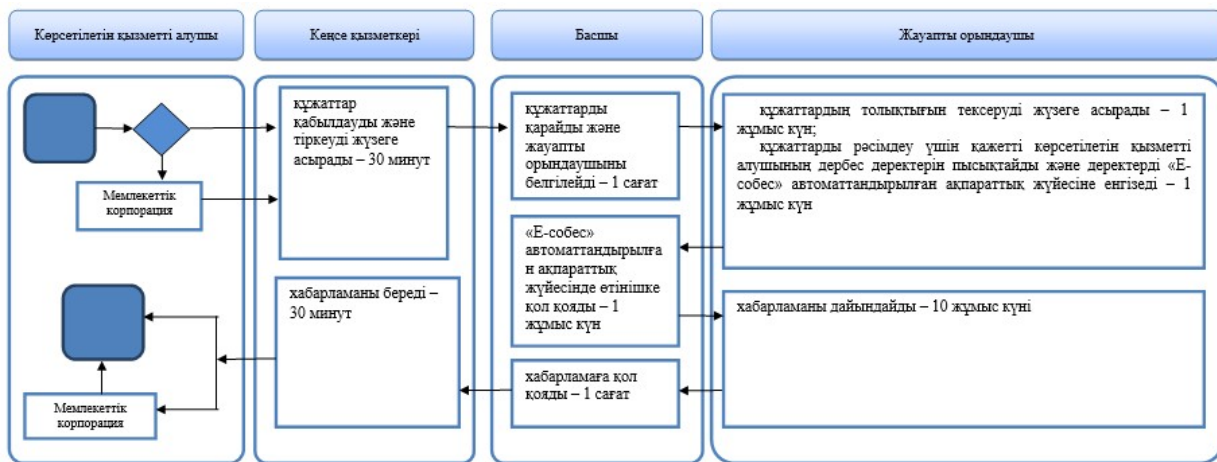 Көрсетілетін қызметті алушы
Кеңсе қызметкері
Басшы
Жауапты орындаушы
Мемлекеттік
корпорация
құжаттар
қабылдауды және
тіркеуді жүзеге
асырады – 30 минут
құжаттарды
қарайды және
жауапты
орындаушыны
белгілейді – 1 сағат
құжаттардың толықтығын тексеруді жүзеге асырады – 1
жұмыс күн;
құжаттарды рәсімдеу үшін қажетті көрсетілетін қызметті
алушының дербес деректерін пысықтайды және деректерді «Е-
собес» автоматтандырылған ақпараттық жүйесіне енгізеді – 1
жұмыс күн
«Е-собес»
автоматтандырылға
н ақпараттық
жүйесінде өтінішке
қол қояды – 1
жұмыс күн
хабарламаны дайындайды – 10 жұмыс күні
хабарламаға қол
қояды – 1 сағат
хабарламаны береді –
30 минут
Мемлекеттік
корпорация